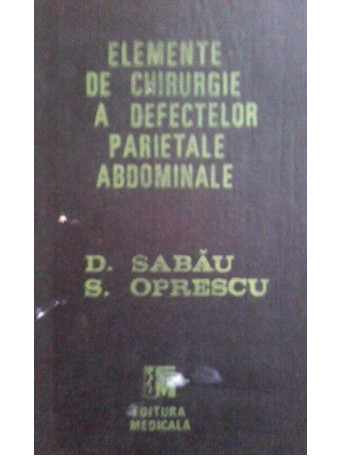 ELEMENTE
DE CHIRURGIE
A DEFECTELOR
PARIETALE
ABDOMINALE
D. SABĂU
S. OPRESCU
EDITURA
MEDICALA